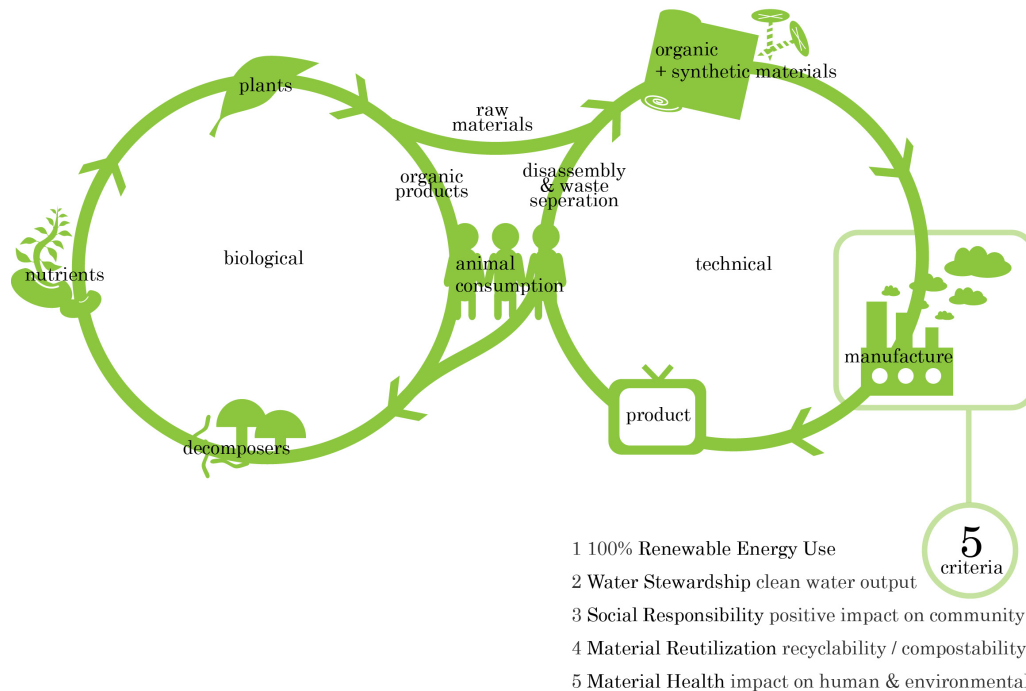 plants
organic
+ synthetic materials
raw
materials
organic
products
disassembly
& waste
seperation
nutrients
biological
animal
consumption
technical
manufacture
product
decomposers
5
criteria
1 100% Renewable Energy Use
2 Water Stewardship clean water output
3 Social Responsibility positive impact on community
4 Material Reutilization recyclability / compostability
5 Material Health impact on human & environmental